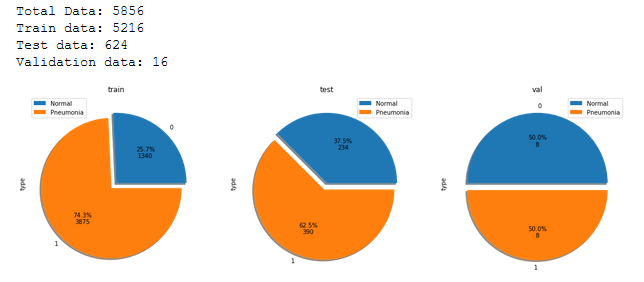 Total Data: 5856
Train data: 5216
Test data: 624
Validation data: 16
train
Normal
Pneumonia
0
25.7%
1340
74.3%
3875
1
type
test
Normal
Pneumonia
37.5%
234
62.5%
390
1
type
val
0
Normal
Pneumonia
50.0%
8
50.0%
8
1
type